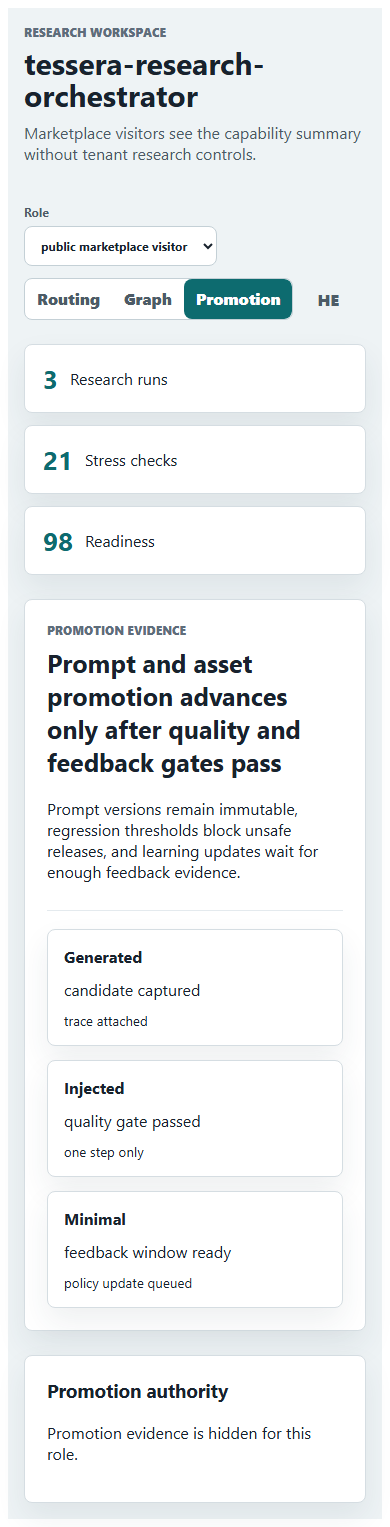 RESEARCH WORKSPACE
tessera-research-
orchestrator
Marketplace visitors see the capability summary
without tenant research controls.
Role
public marketplace visitor
Routing Graph Promotion HE
3 Research runs
21 Stress checks
98 Readiness
PROMOTION EVIDENCE
Prompt and asset
promotion advances
only after quality and
feedback gates pass
Prompt versions remain immutable,
regression thresholds block unsafe
releases, and learning updates wait for
enough feedback evidence.
Generated
candidate captured
trace attached
Injected
quality gate passed
one step only
Minimal
feedback window ready
policy update queued
Promotion authority
Promotion evidence is hidden for this
role.